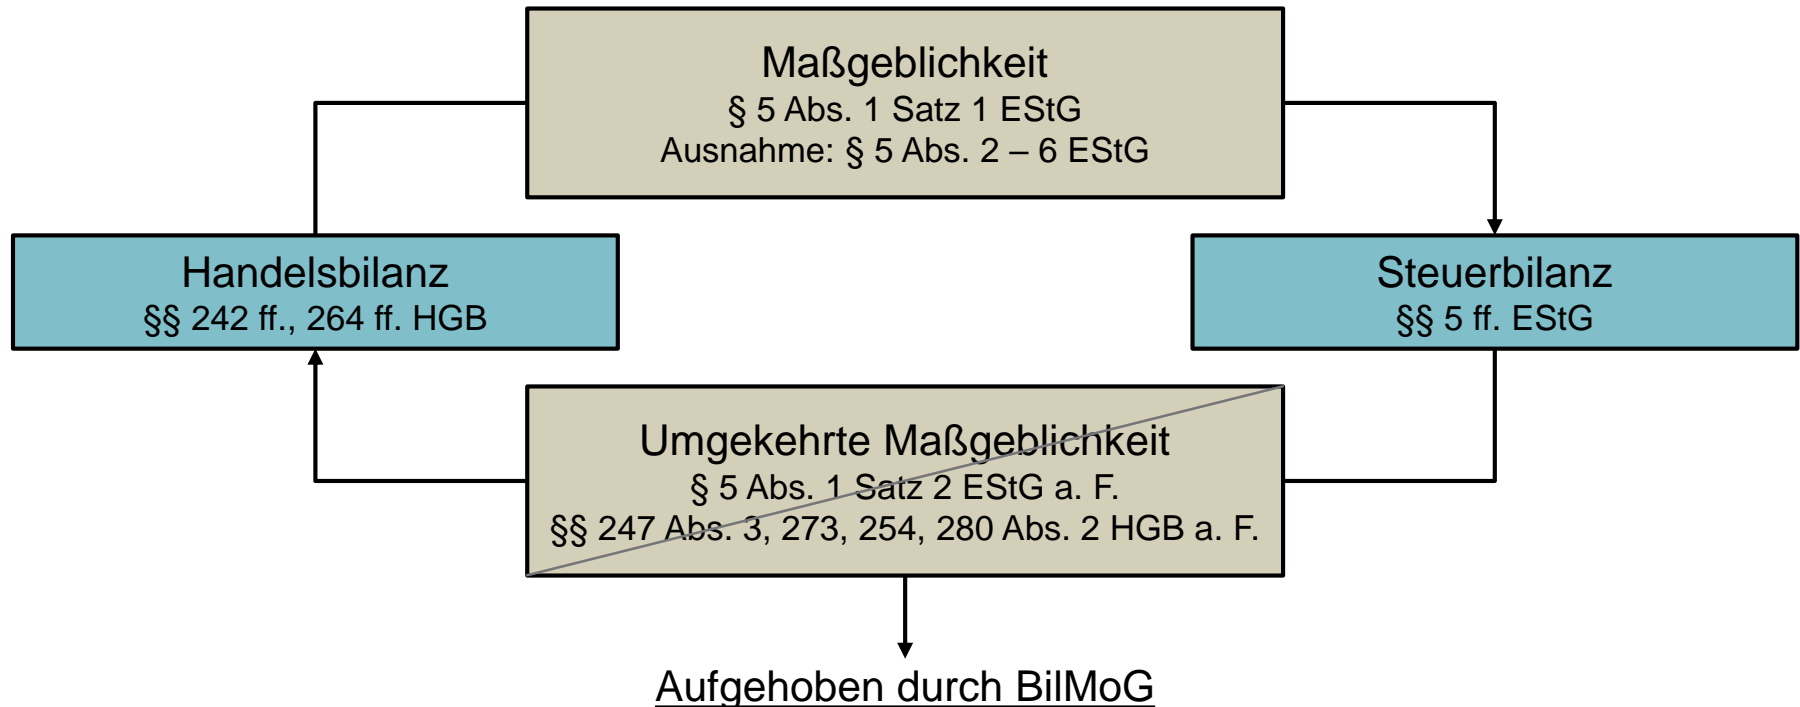 Maßgeblichkeit
§ 5 Abs. 1 Satz 1 EStG
Ausnahme: § 5 Abs. 2 – 6 EStG
Handelsbilanz
§§ 242 ff., 264 ff. HGB
Steuerbilanz
§§ 5 ff. EStG
Umgekehrte Maßgeblichkeit
§ 5 Abs. 1 Satz 2 EStG a. F.
§§ 247 Abs. 3, 273, 254, 280 Abs. 2 HGB a. F.
Aufgehoben durch BilMoG